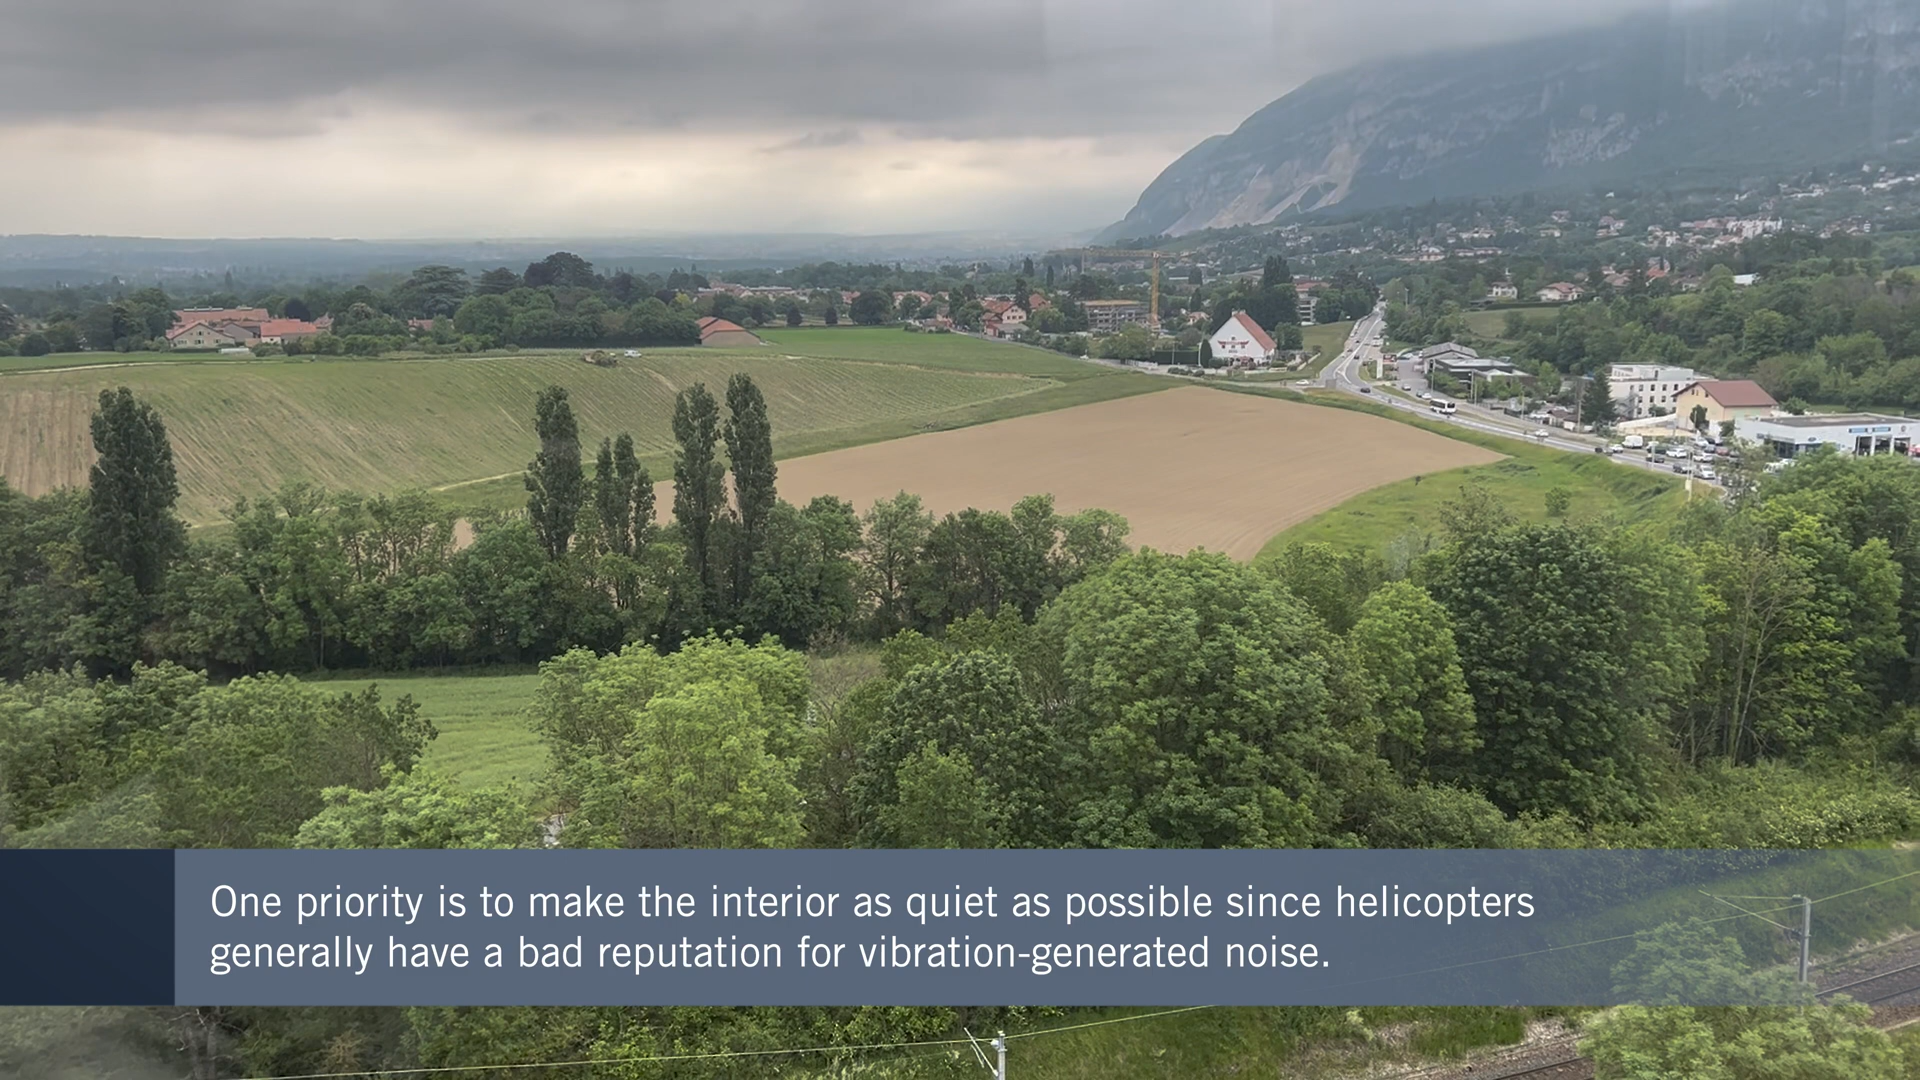 One priority is to make the interior as quiet as possible since helicopters
generally have a bad reputation for vibration-generated noise.